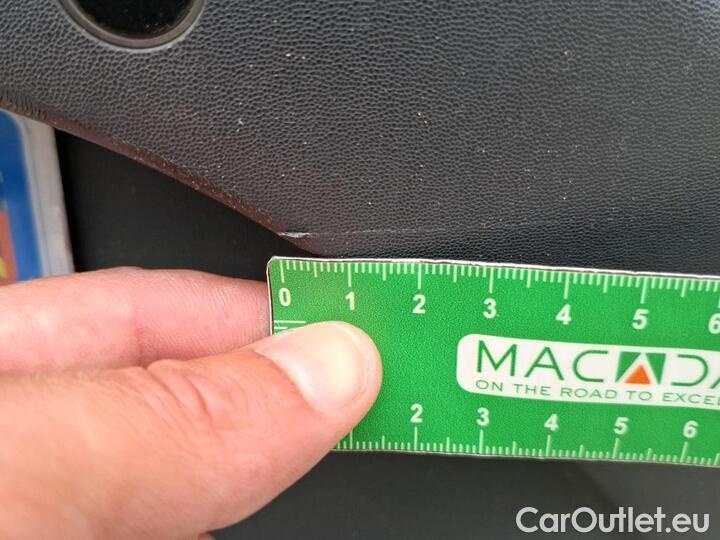 0 1 2 3 4 5 6
MACADA
ON THE ROAD TO EXCEL
2 3 4 5 6
CarOutlet.eu